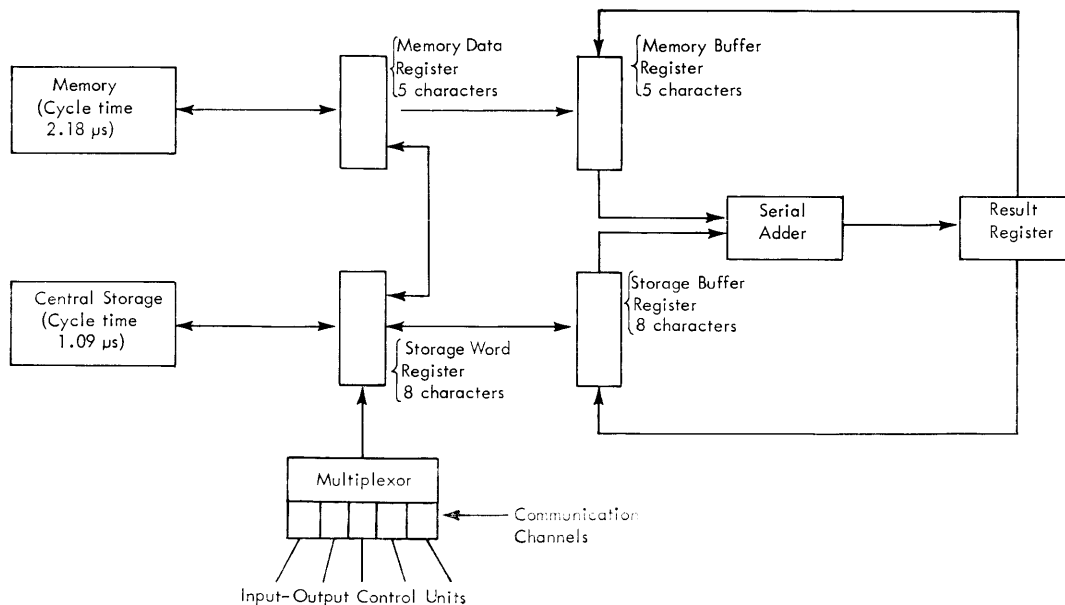 Memory
(Cycle time
2.18 µs)
Memory Data
Register
5 characters
Memory Buffer
Register
5 characters
Serial
Adder
Result
Register
Central Storage
(Cycle time
1.09 µs)
Storage Word
Register
8 characters
Storage Buffer
Register
8 characters
Multiplexor
Communication
Channels
Input-Output Control Units